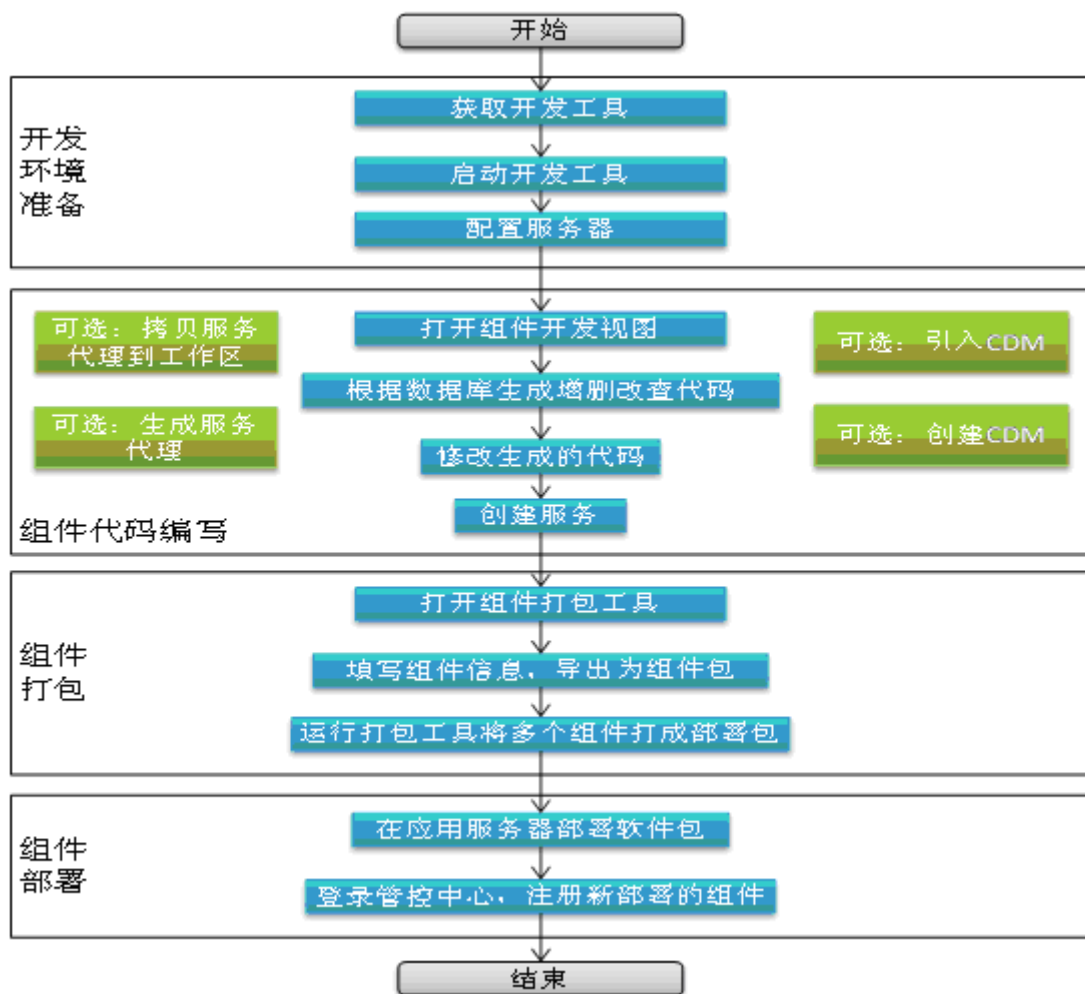 开始
开发
环境
准备
获取开发工具
启动开发工具
配置服务器
可选：拷贝服务
代理到工作区
可选：生成服务
代理
打开组件开发视图
根据数据库生成增删改查代码
修改生成的代码
创建服务
可选：引入CDM
可选：创建CDM
组件代码编写
组件
打包
打开组件打包工具
填写组件信息，导出为组件包
运行打包工具将多个组件打成部署包
组件
部署
在应用服务器部署软件包
登录管控中心，注册新部署的组件
结束